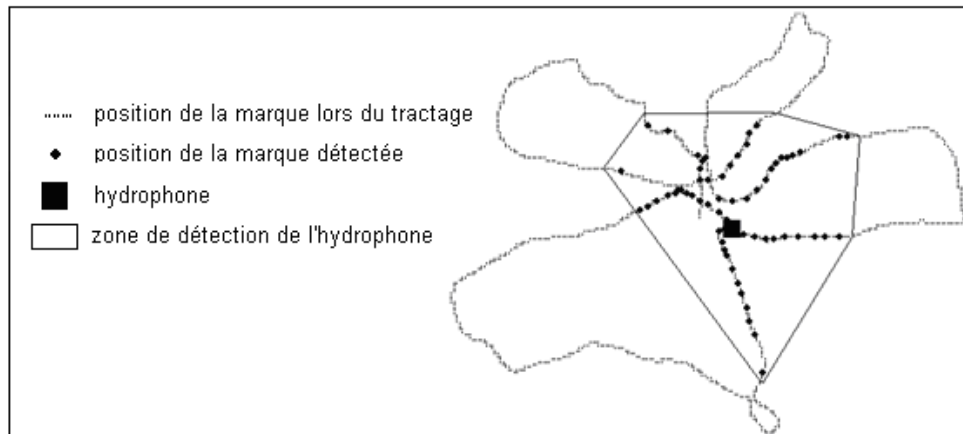 position de la marque lors du tractage
position de la marque détectée
hydrophone
zone de détection de l'hydrophone